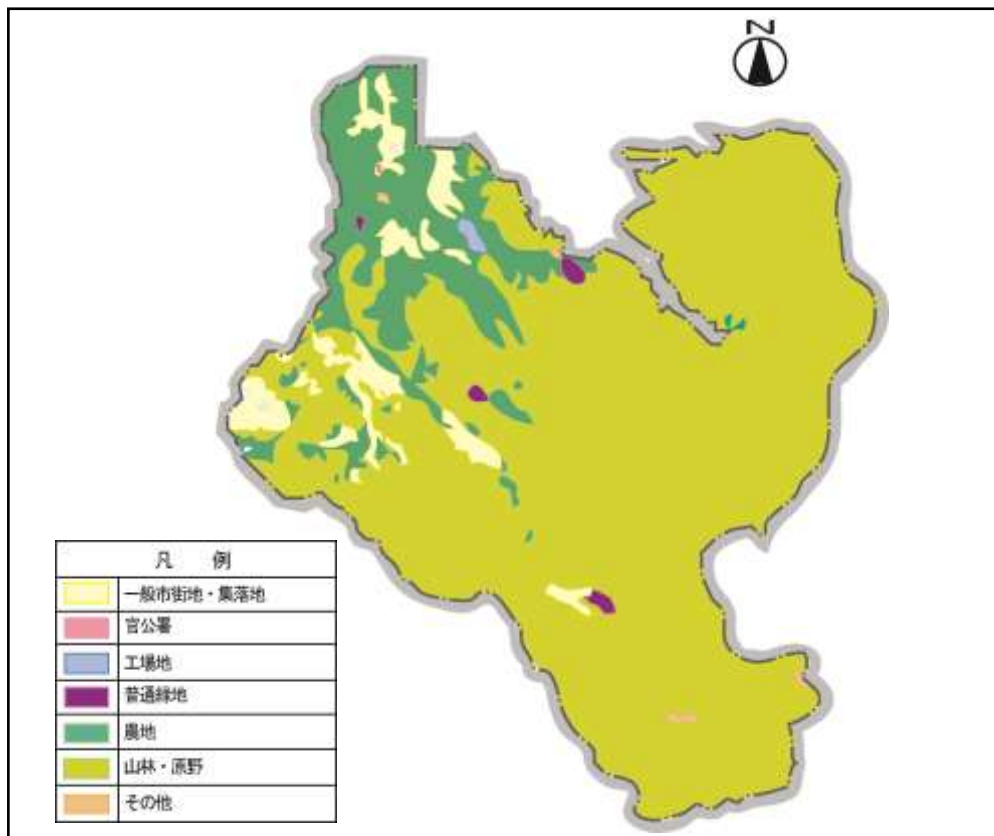 N
凡　例
一般市街地・集落地
官公署
工場地
普通緑地
農地
山林・原野
その他